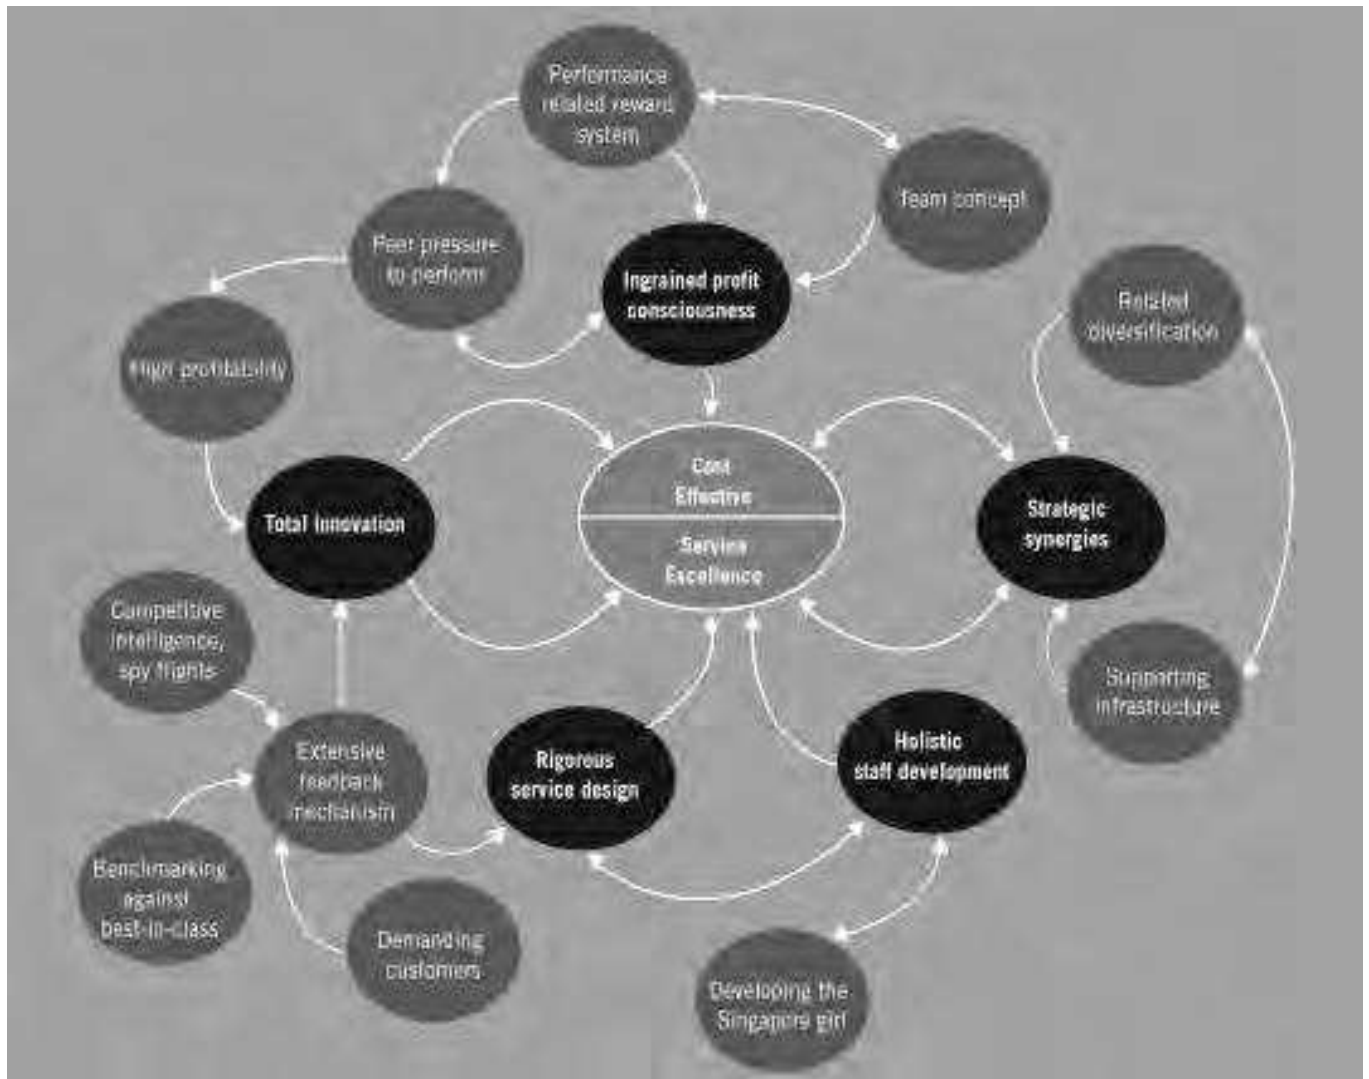 Performance
related reward
system
Team concept
Peer pressure
to perform
Ingrained profit
consciousness
Related
diversification
High profitability
Cost
Effective
Service
Excellence
Total innovation
Strategic
synergies
Competitive
intelligence,
spy flights
Supporting
infrastructure
Extensive
feedback
mechanism
Rigorous
service design
Holistic
staff development
Benchmarking
against
best-in-class
Demanding
customers
Developing the
Singapore girl